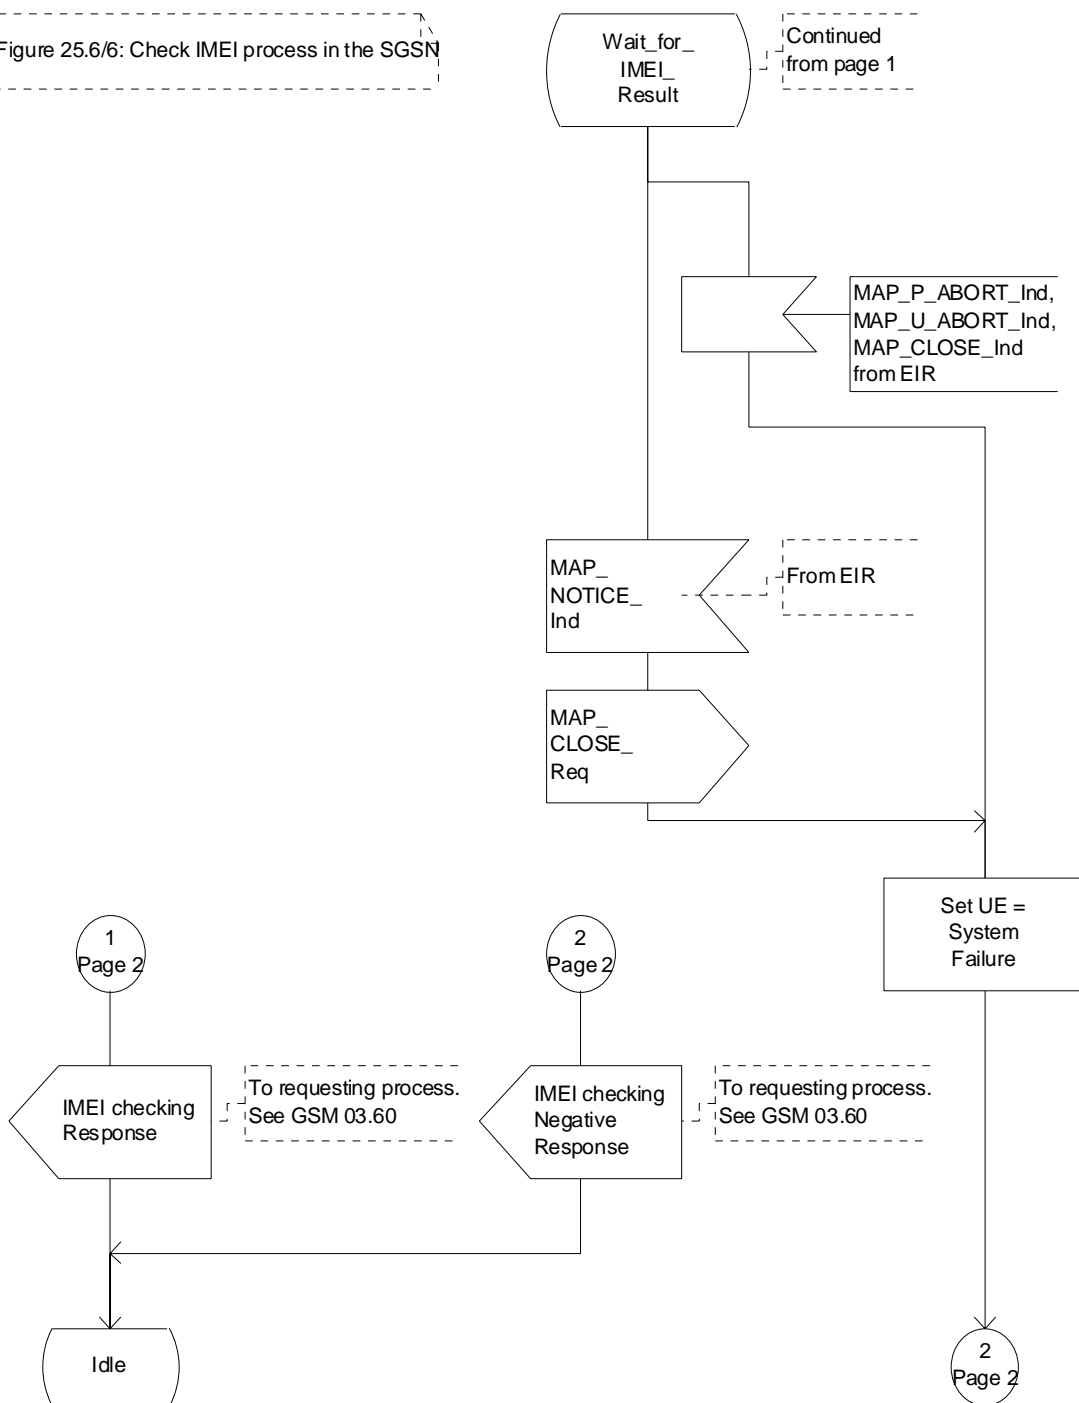 Figure 25.6/6: Check IMEI process in the SGSN
Wait_for_
IMEI_
Result
Continued
from page 1
MAP_P_ABORT_Ind,
MAP_U_ABORT_Ind,
MAP_CLOSE_Ind
from EIR
MAP_
NOTICE_
Ind
From EIR
MAP_
CLOSE_
Req
Set UE =
System
Failure
1
Page 2
2
Page 2
IMEI checking
Response
To requesting process.
See GSM 03.60
IMEI checking
Negative
Response
To requesting process.
See GSM 03.60
Idle
2
Page 2